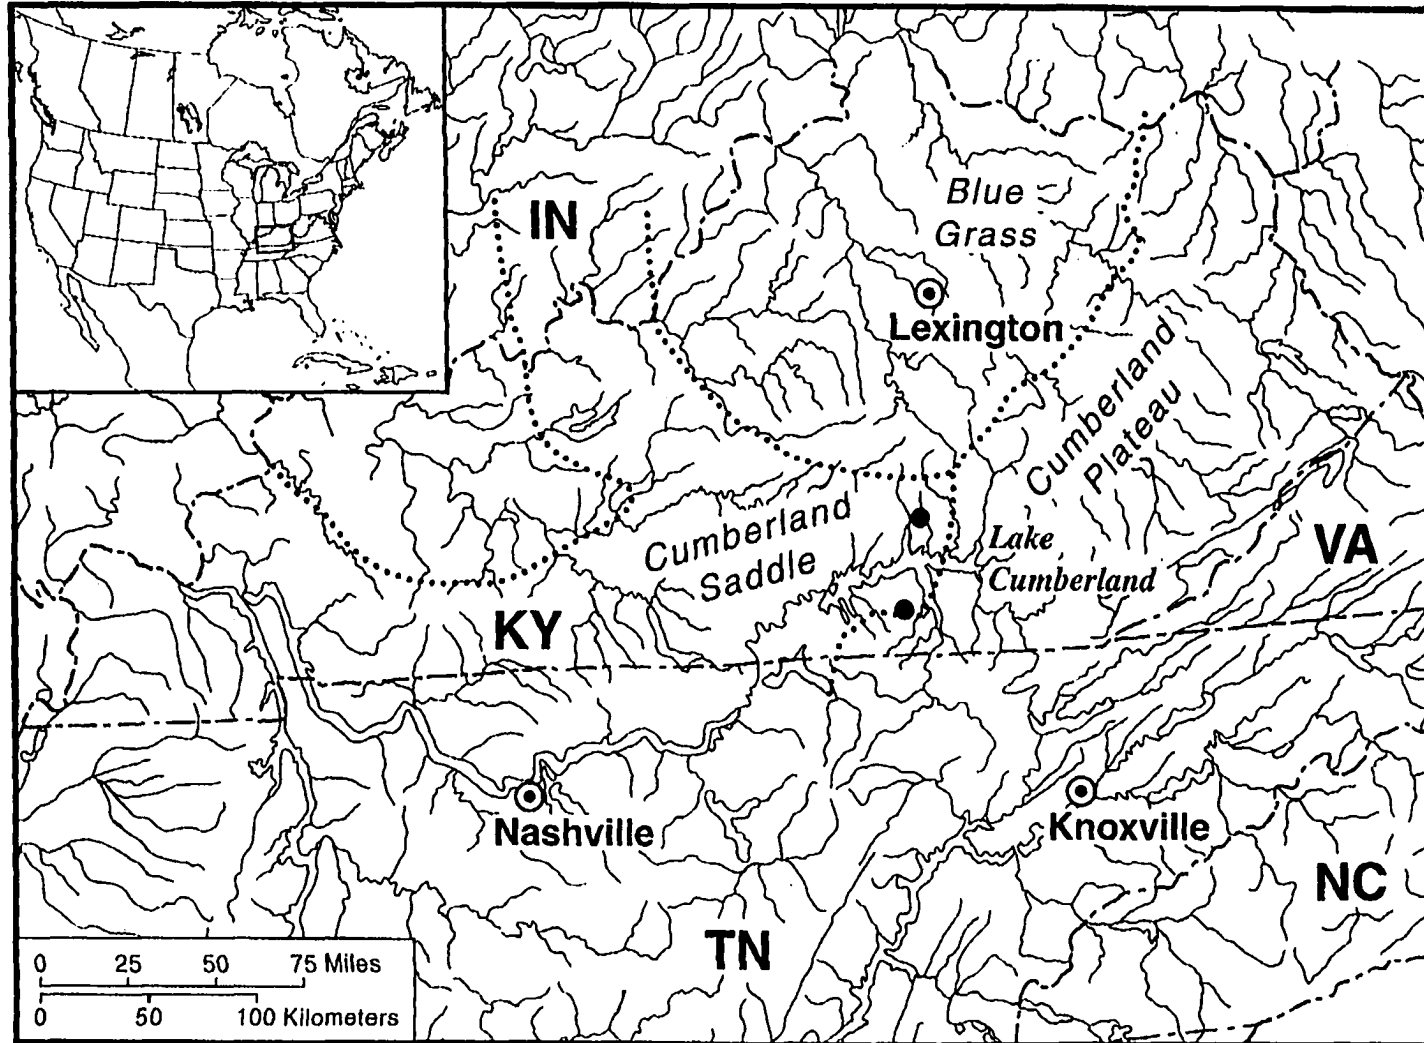 IN
Blue
Grass
Lexington
Cumberland
Plateau
Cumberland
Saddle
Lake
Cumberland
VA
KY
Nashville
Knoxville
NC
TN
0 25 50 75 Miles
0 50 100 Kilometers